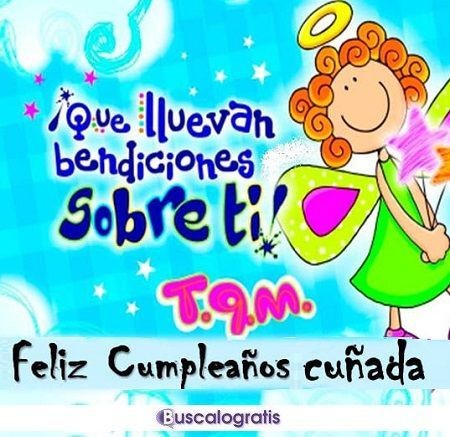 ¡Que lluevan
bendiciones
sobre ti!
T.Q.M.
Feliz Cumpleaños cuñada
Buscalogratis